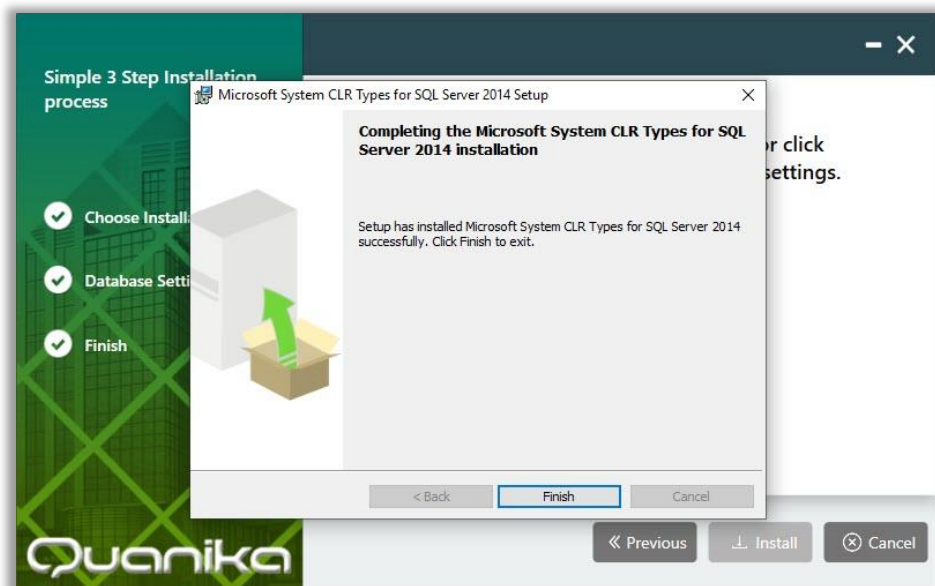 Simple 3 Step Installation
process
Microsoft System CLR Types for SQL Server 2014 Setup
Completing the Microsoft System CLR Types for SQL
Server 2014 installation
click
settings.
Choose
Setup has installed Microsoft System CLR Types for SQL Server 2014
successfully. Click Finish to exit.
Database
Finish
< Back
Finish
Cancel
Previous
Install
Cancel
Quanika